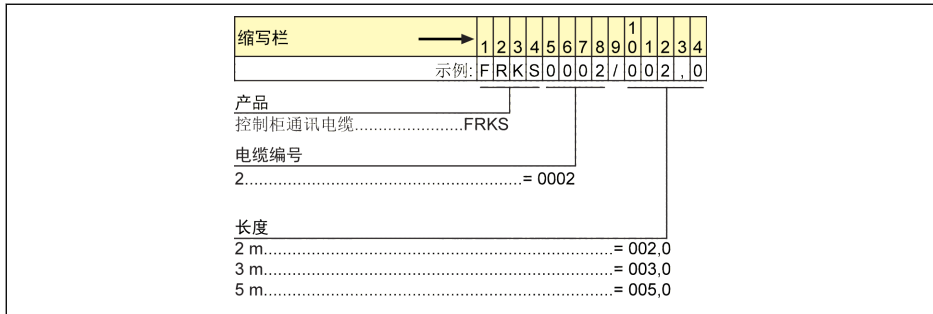 缩写栏
1 2 3 4 5 6 7 8 9 10 1 2 3 4
示例: F R K S 0 0 0 2 / 0 0 2 , 0
产品
控制柜通讯电缆.......................FRKS
电缆编号
2..........................................................= 0002
长度
2 m.........................................................................= 002,0
3 m.........................................................................= 003,0
5 m.........................................................................= 005,0